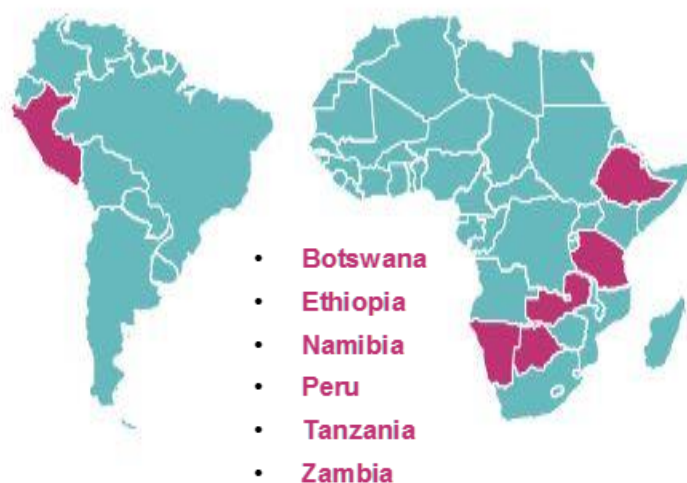 • Botswana
• Ethiopia
• Namibia
• Peru
• Tanzania
• Zambia